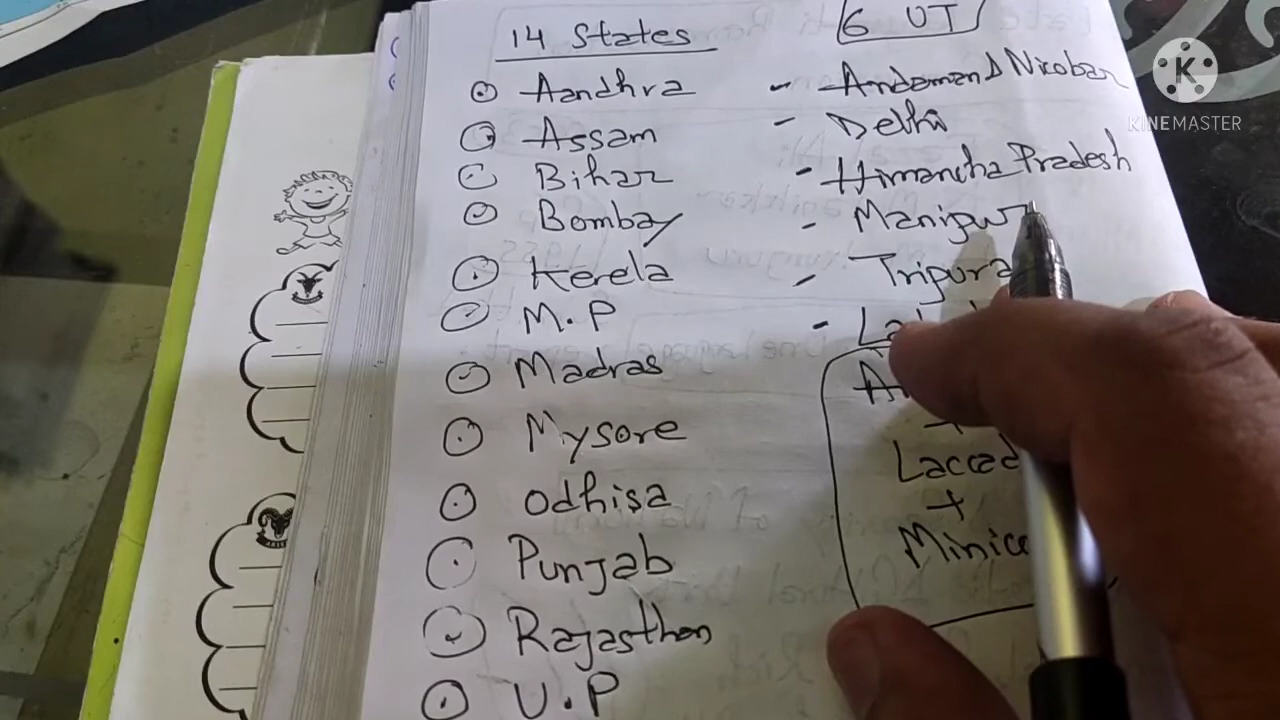 14 States
Aandhra
Assam
Bihar
Bombay
Kerela
M.P
Madras
Mysore
Odhisa
Punjab
Rajasthan
U.P
6 UT
- Andaman & Nicobar
- Delhi
- Himancha Pradesh
- Manipur
- Tripura
-
+
Laccad
+
Minico
K
KINEMASTER